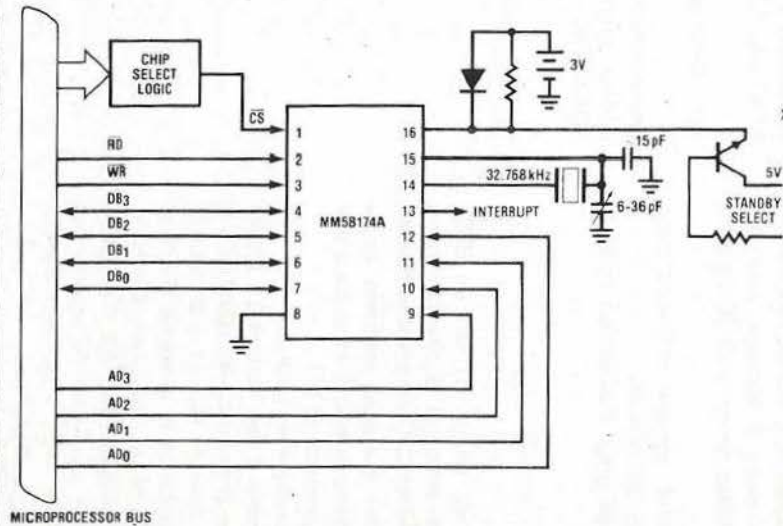 CHIP
SELECT
LOGIC
3V
CS
1
16
15 pF
RD
2
15
5V
WR
3
14
32.768 kHz
DB3
4
MM58174A
13
INTERRUPT
6-36 pF
STANDBY
SELECT
DB2
5
12
DB1
6
11
DB0
7
10
8
9
AD3
AD2
AD1
AD0
MICROPROCESSOR BUS